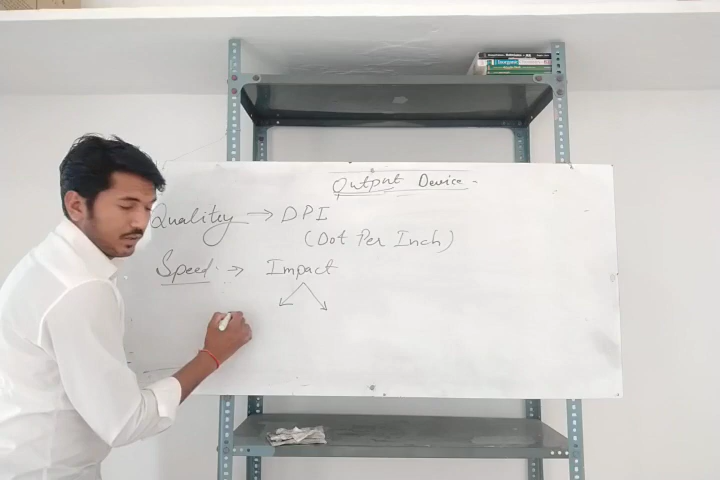 Output Device -
Quality → DPI
(Dot Per Inch)
Speed → Impact